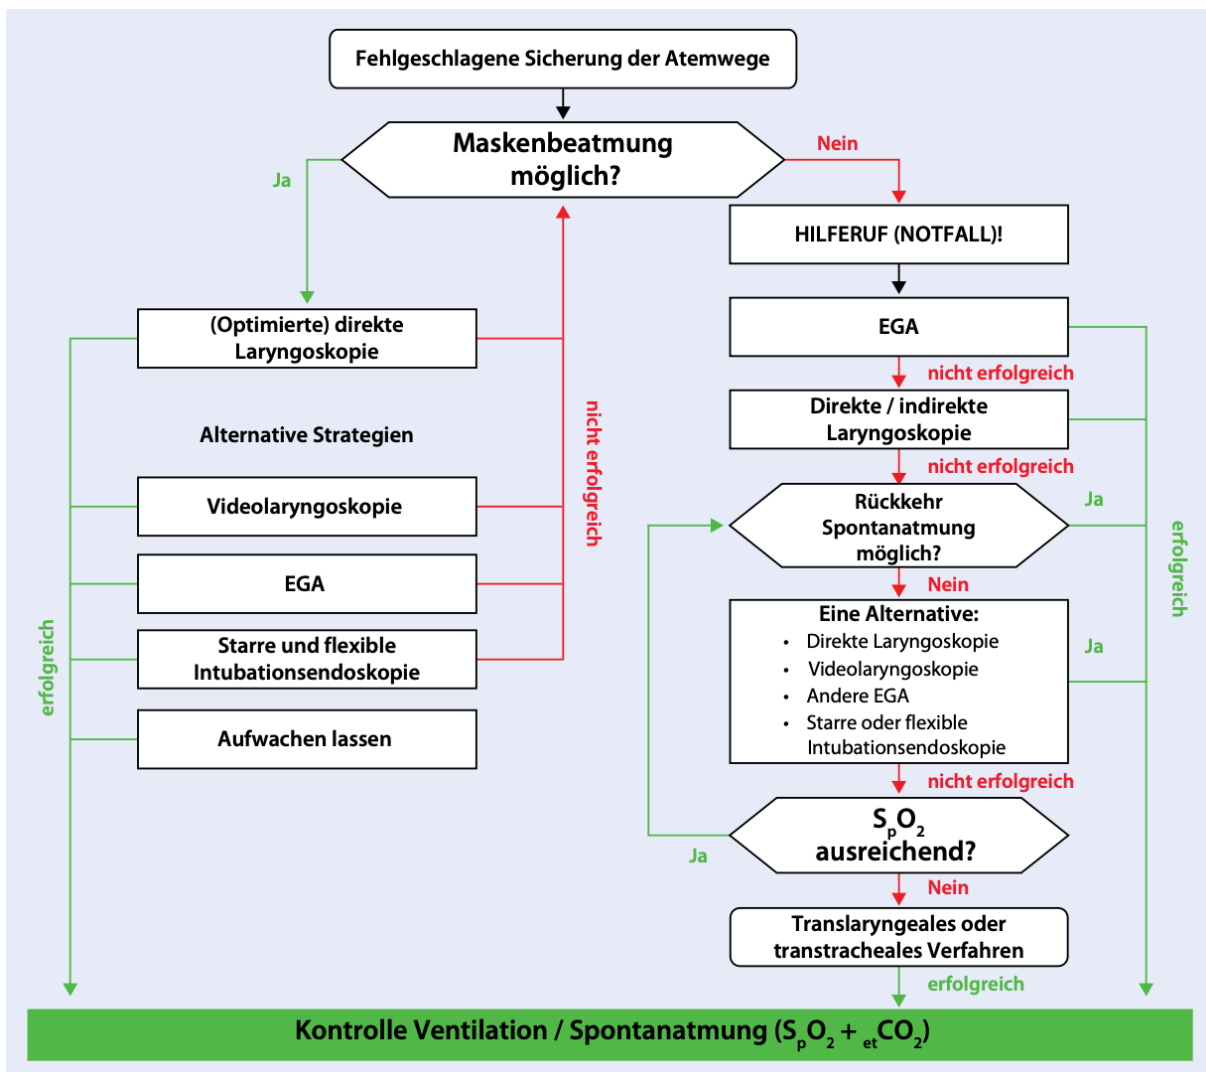 Fehlgeschlagene Sicherung der Atemwege
Maskenbeatmung
möglich?
Ja
Nein
HILFERUF (NOTFALL)!
(Optimierte) direkte
Laryngoskopie
Alternative Strategien
Videolaryngoskopie
EGA
Starre und flexible
Intubationsendoskopie
Aufwachen lassen
erfolgreich
nicht erfolgreich
EGA
nicht erfolgreich
Direkte / indirekte
Laryngoskopie
nicht erfolgreich
Rückkehr
Spontanatmung
möglich?
Ja
Nein
Eine Alternative:
• Direkte Laryngoskopie
• Videolaryngoskopie
• Andere EGA
• Starre oder flexible
Intubationsendoskopie
Ja
erfolgreich
nicht erfolgreich
SpO2
ausreichend?
Ja
Nein
Translaryngeales oder
transtracheales Verfahren
erfolgreich
Kontrolle Ventilation / Spontanatmung (SpO2 + etCO2)